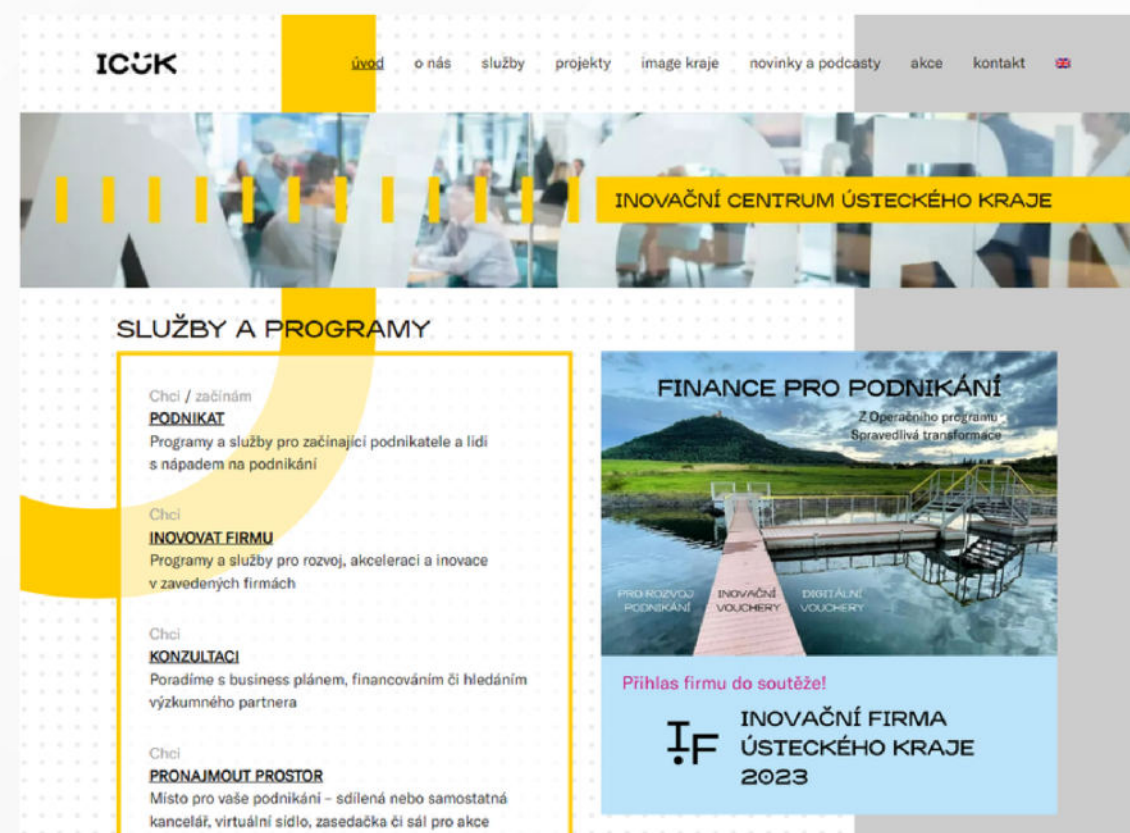 ICÜK
úvod o nás služby projekty image kraje novinky a podcasty akce kontakt
INOVAČNÍ CENTRUM ÚSTECKÉHO KRAJE
SLUŽBY A PROGRAMY
Chci / začínám
PODNIKAT
Programy a služby pro začínající podnikatele a lidi
s nápadem na podnikání
Chci
INOVOVAT FIRMU
Programy a služby pro rozvoj, akceleraci a inovace
v zavedených firmách
Chci
KONZULTACI
Poradíme s business plánem, financováním či hledáním
výzkumného partnera
Chci
PRONAJMOUT PROSTOR
Místo pro vaše podnikání – sdílená nebo samostatná
kancelář, virtuální sídlo, zasedačka či sál pro akce
FINANCE PRO PODNIKÁNÍ
Z Operačního programu
Spravedlivá transformace
PRO ROZVOJ
PODNIKÁNÍ
INOVAČNÍ
VOUCHERY
DIGITÁLNÍ
VOUCHERY
Přihlas firmu do soutěže!
IF
INOVAČNÍ FIRMA
ÚSTECKÉHO KRAJE
2023